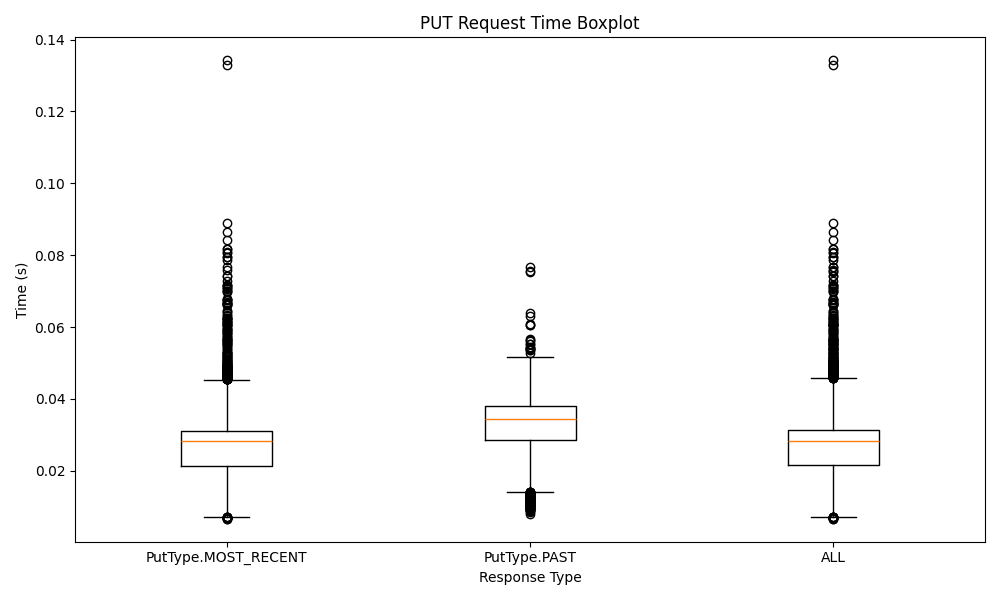 PUT Request Time Boxplot
0.14
0.12
0.10
0.08
0.06
0.04
0.02
Time (s)
PutType.MOST_RECENT
PutType.PAST
ALL
Response Type